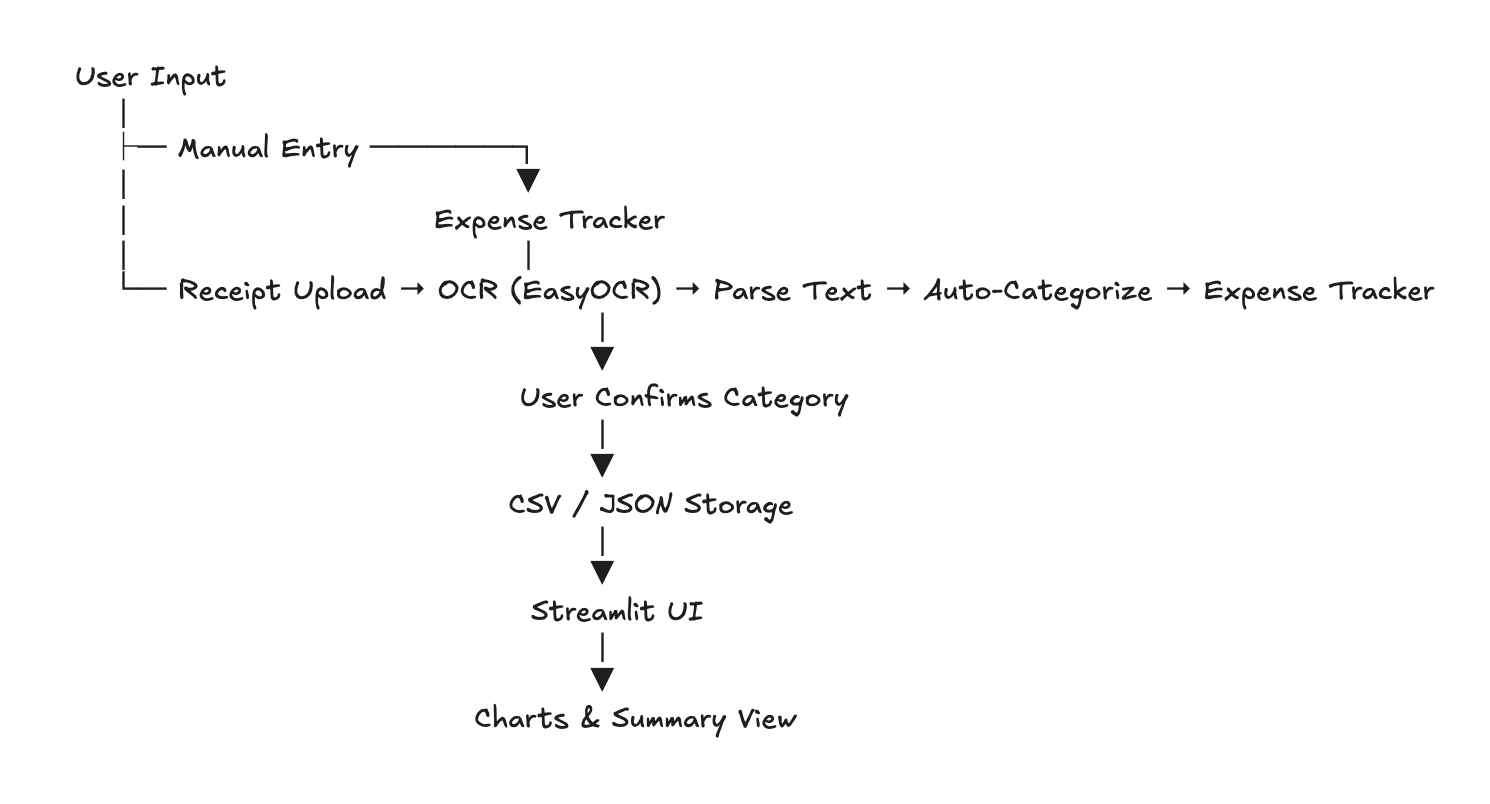 User Input
Manual Entry
Expense Tracker
Receipt Upload → OCR (EasyOCR) → Parse Text → Auto-Categorize → Expense Tracker
User Confirms Category
CSV / JSON Storage
Streamlit UI
Charts & Summary View